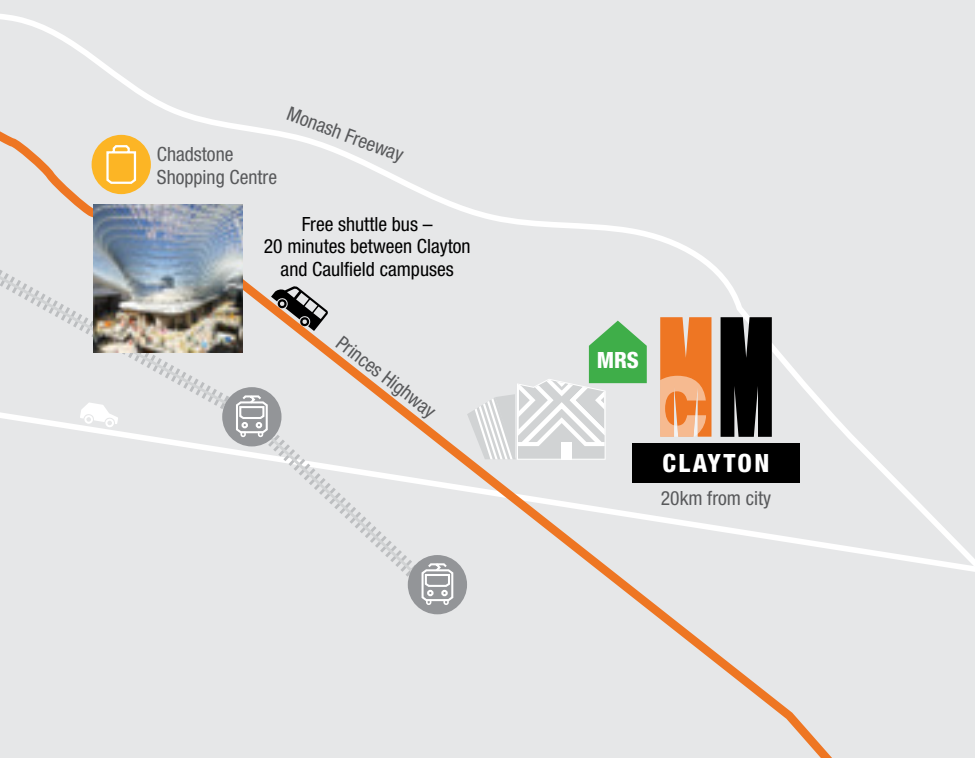 Monash Freeway
Chadstone
Shopping Centre
Free shuttle bus –
20 minutes between Clayton
and Caulfield campuses
Princes Highway
MRS
M
C
M
CLAYTON
20km from city